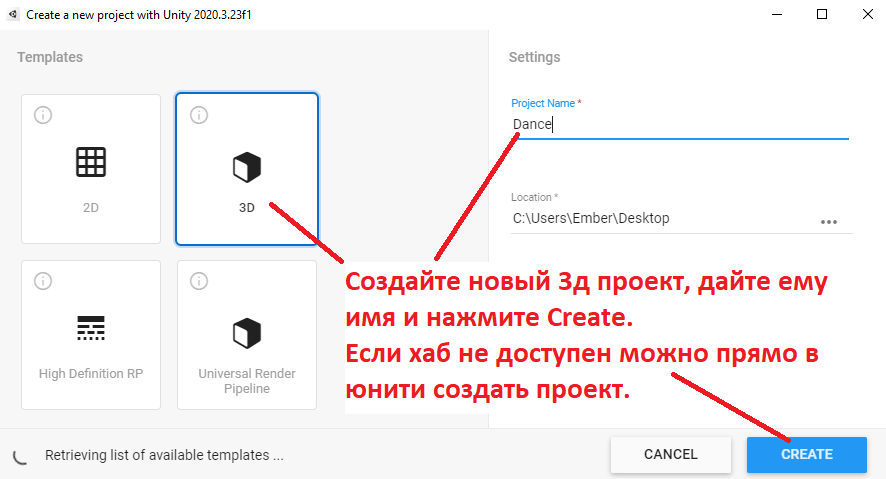 Create a new project with Unity 2020.3.23f1
Templates
Settings
2D
3D
High Definition RP
Universal Render
Pipeline
Project Name *
Dance
Location *
C:\Users\Ember\Desktop
...
Создайте новый 3д проект, дайте ему
имя и нажмите Create.
Если хаб не доступен можно прямо в
юнити создать проект.
Retrieving list of available templates ...
CANCEL
CREATE